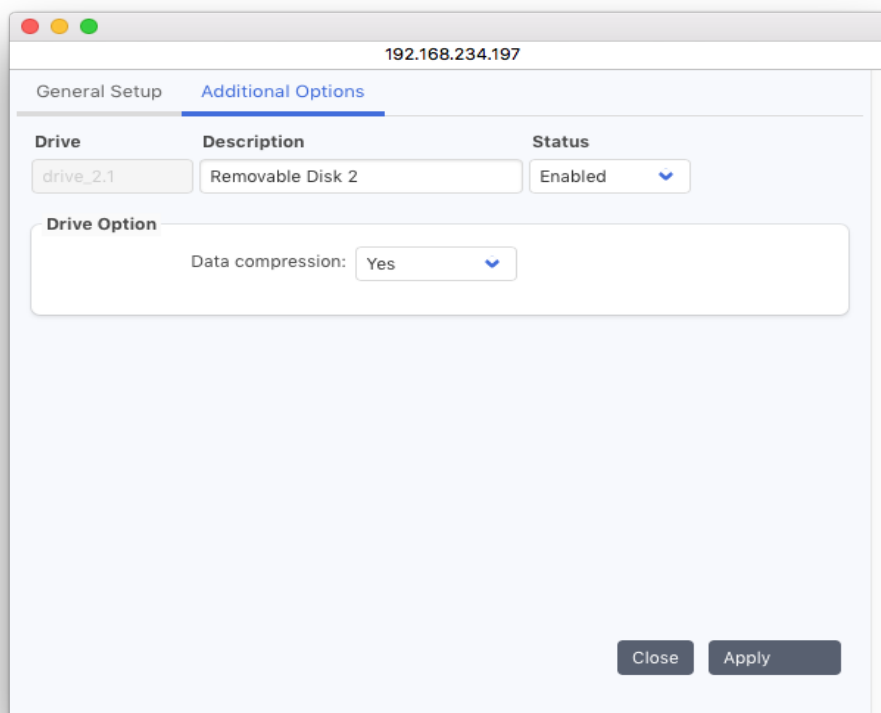 192.168.234.197
General Setup Additional Options
Drive Description Status
drive_2.1 Removable Disk 2 Enabled
Drive Option
Data compression: Yes
Close Apply